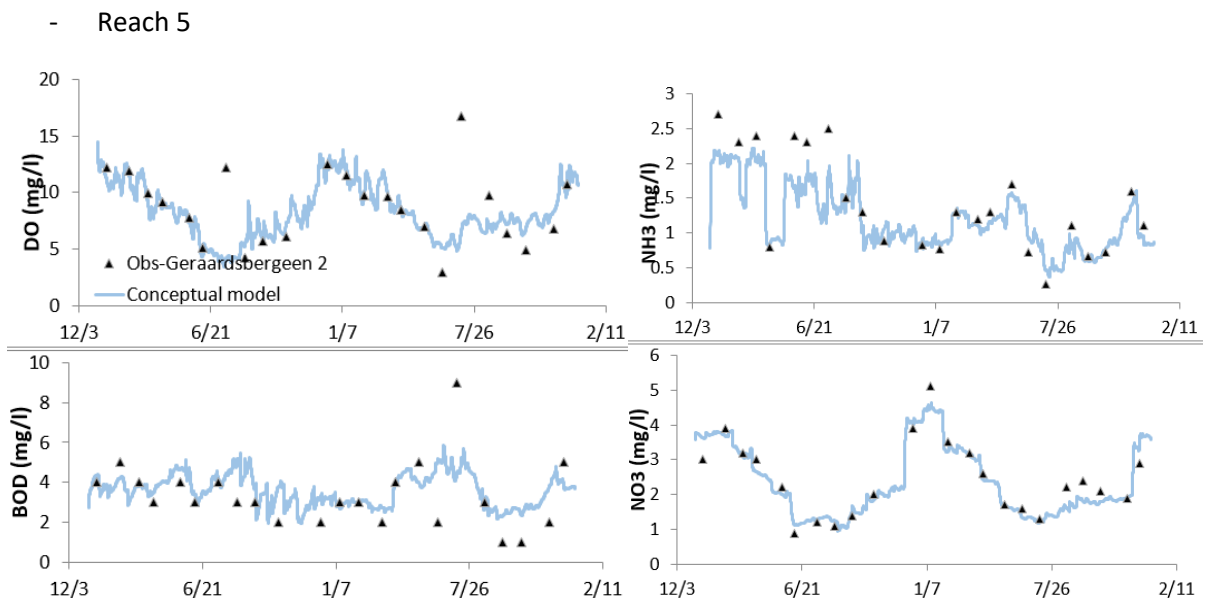 - Reach 5
DO (mg/l)
20
15
10
5
0
12/3 6/21 1/7 7/26 2/11
Obs-Geraardsbergeen 2
Conceptual model
NH3 (mg/l)
3
2.5
2
1.5
1
0.5
0
12/3 6/21 1/7 7/26 2/11
BOD (mg/l)
10
8
6
4
2
0
12/3 6/21 1/7 7/26 2/11
NO3 (mg/l)
6
5
4
3
2
1
0
12/3 6/21 1/7 7/26 2/11